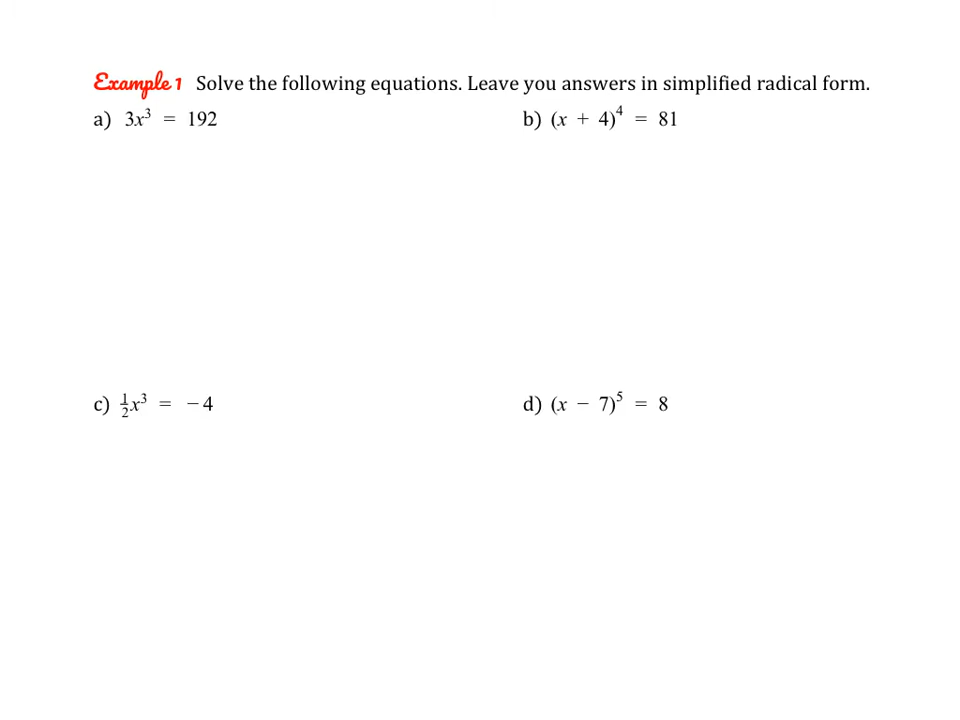 Example 1 Solve the following equations. Leave you answers in simplified radical form.
a) 3x³ = 192
b) (x + 4)⁴ = 81
c) ½x³ = −4
d) (x − 7)⁵ = 8